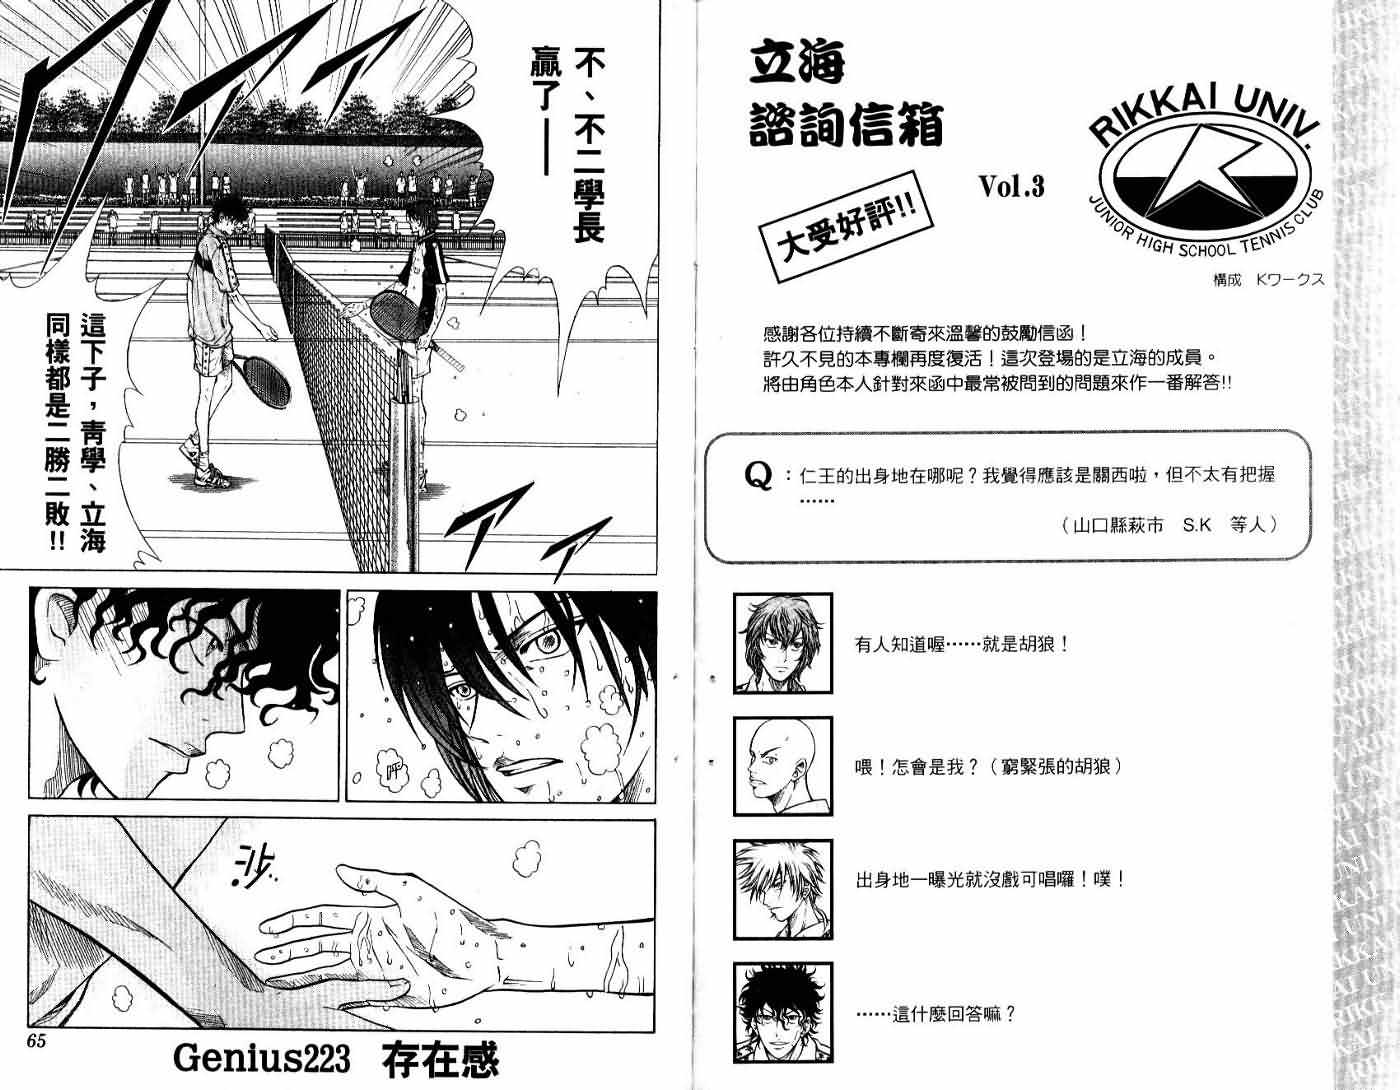 立海
諮詢信箱
Vol.3
大受好評!!
RIKKAI UNIV.
JUNIOR HIGH SCHOOL TENNIS CLUB
構成　Kワークス
感謝各位持續不斷寄來溫馨的鼓勵信函！
許久不見的本專欄再度復活！這次登場的是立海的成員。
將由角色本人針對來函中最常被問到的問題來作一番解答!!
Q：仁王的出身地在哪呢？我覺得應該是關西啦，但不太有把握
……
（山口縣萩市　S.K　等人）
有人知道喔……就是胡狼！
喂！怎會是我？（窮緊張的胡狼）
出身地一曝光就沒戲可唱囉！噗！
……這什麼回答嘛？
不、不二學長
贏了——
這下子，青學、立海
同樣都是二勝二敗!!
呼
65
Genius223　存在感